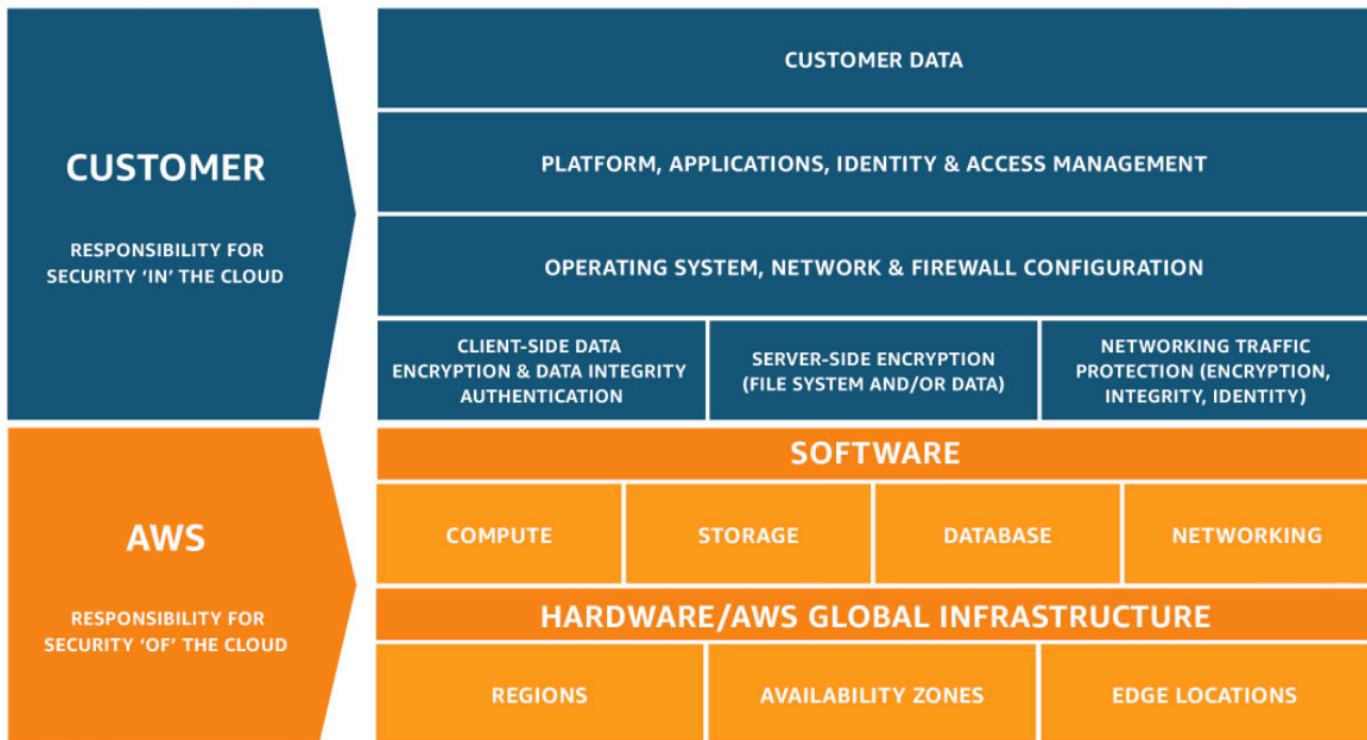 CUSTOMER
RESPONSIBILITY FOR
SECURITY ‘IN’ THE CLOUD
CUSTOMER DATA
PLATFORM, APPLICATIONS, IDENTITY & ACCESS MANAGEMENT
OPERATING SYSTEM, NETWORK & FIREWALL CONFIGURATION
CLIENT-SIDE DATA
ENCRYPTION & DATA INTEGRITY
AUTHENTICATION
SERVER-SIDE ENCRYPTION
(FILE SYSTEM AND/OR DATA)
NETWORKING TRAFFIC
PROTECTION (ENCRYPTION,
INTEGRITY, IDENTITY)
AWS
RESPONSIBILITY FOR
SECURITY ‘OF’ THE CLOUD
SOFTWARE
COMPUTE
STORAGE
DATABASE
NETWORKING
HARDWARE/AWS GLOBAL INFRASTRUCTURE
REGIONS
AVAILABILITY ZONES
EDGE LOCATIONS